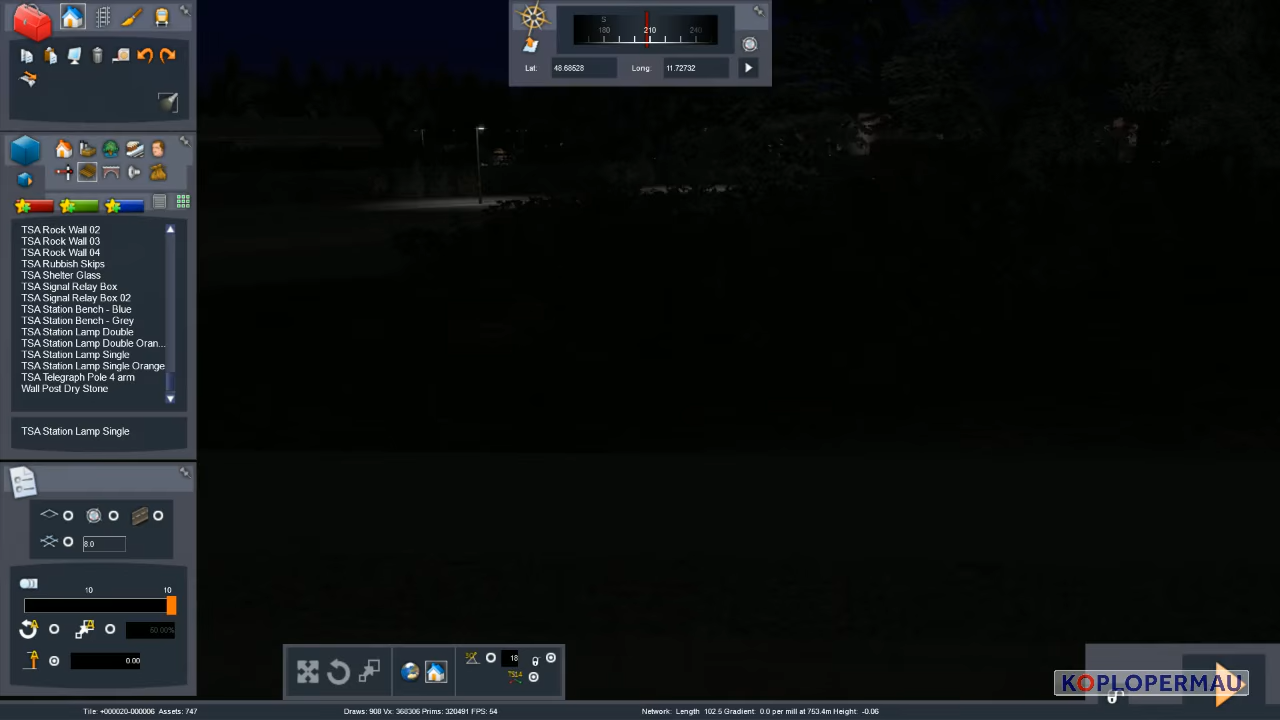 S
180 210 240
Lat: 48.68528 Long: 11.72732
TSA Rock Wall 02
TSA Rock Wall 03
TSA Rock Wall 04
TSA Rubbish Skips
TSA Shelter Glass
TSA Signal Relay Box
TSA Signal Relay Box 02
TSA Station Bench - Blue
TSA Station Bench - Grey
TSA Station Lamp Double
TSA Station Lamp Double Oran...
TSA Station Lamp Single
TSA Station Lamp Single Orange
TSA Telegraph Pole 4 arm
Wall Post Dry Stone
TSA Station Lamp Single
8.0
10 10
50.00%
0.00
18
TS14
KOPLOPERMAU
Tile: +000020-000006 Assets: 747 Draws: 908 Vx: 368306 Prims: 320491 FPS: 54 Network: Length 102.5 Gradient: 0.0 per mill at 753.4m Height: -0.06